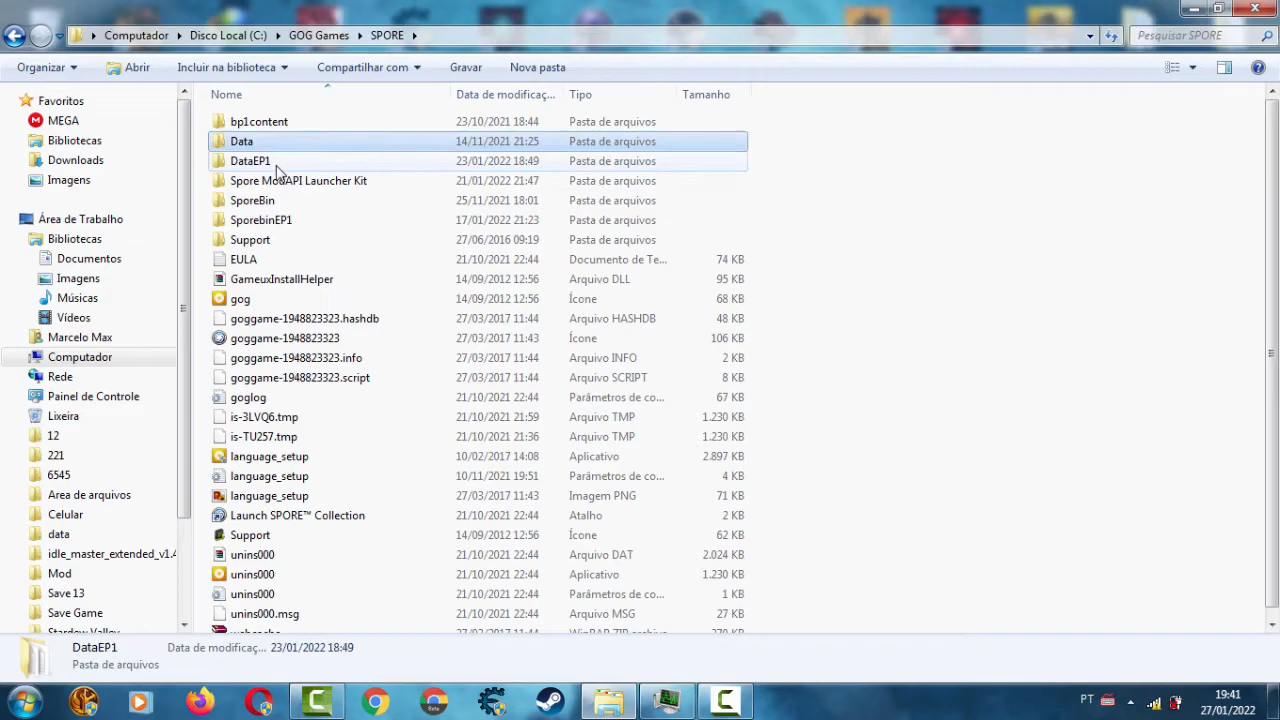 Computador Disco Local (C:) GOG Games SPORE Pesquisar SPORE
Organizar Abrir Incluir na biblioteca Compartilhar com Gravar Nova pasta
Favoritos
MEGA
Bibliotecas
Downloads
Imagens
Área de Trabalho
Bibliotecas
Documentos
Imagens
Músicas
Vídeos
Marcelo Max
Computador
Rede
Painel de Controle
Lixeira
12
221
6545
Area de arquivos
Celular
data
idle_master_extended_v1.4
Mod
Save 13
Save Game
Stardew Valley
Nome Data de modificaç... Tipo Tamanho
bp1content 23/10/2021 18:44 Pasta de arquivos
Data 14/11/2021 21:25 Pasta de arquivos
DataEP1 23/01/2022 18:49 Pasta de arquivos
Spore ModAPI Launcher Kit 21/01/2022 21:47 Pasta de arquivos
SporeBin 25/11/2021 18:01 Pasta de arquivos
SporebinEP1 17/01/2022 21:23 Pasta de arquivos
Support 27/06/2016 09:19 Pasta de arquivos
EULA 21/10/2021 22:44 Documento de Te... 74 KB
GameuxInstallHelper 14/09/2012 12:56 Arquivo DLL 95 KB
gog 14/09/2012 12:56 Ícone 68 KB
goggame-1948823323.hashdb 27/03/2017 11:44 Arquivo HASHDB 48 KB
goggame-1948823323 27/03/2017 11:43 Ícone 106 KB
goggame-1948823323.info 27/03/2017 11:44 Arquivo INFO 2 KB
goggame-1948823323.script 27/03/2017 11:44 Arquivo SCRIPT 8 KB
goglog 21/10/2021 22:44 Parâmetros de co... 67 KB
is-3LVQ6.tmp 21/10/2021 21:59 Arquivo TMP 1.230 KB
is-TU257.tmp 21/10/2021 21:36 Arquivo TMP 1.230 KB
language_setup 10/02/2017 14:08 Aplicativo 2.897 KB
language_setup 10/11/2021 19:51 Parâmetros de co... 4 KB
language_setup 27/03/2017 11:43 Imagem PNG 71 KB
Launch SPORE™ Collection 21/10/2021 22:44 Atalho 2 KB
Support 14/09/2012 12:56 Ícone 62 KB
unins000 21/10/2021 22:44 Arquivo DAT 2.024 KB
unins000 21/10/2021 22:44 Aplicativo 1.230 KB
unins000 21/10/2021 22:44 Parâmetros de co... 1 KB
unins000.msg 21/10/2021 22:44 Arquivo MSG 27 KB
DataEP1 Data de modificaç... 23/01/2022 18:49
Pasta de arquivos
PT 19:41
27/01/2022